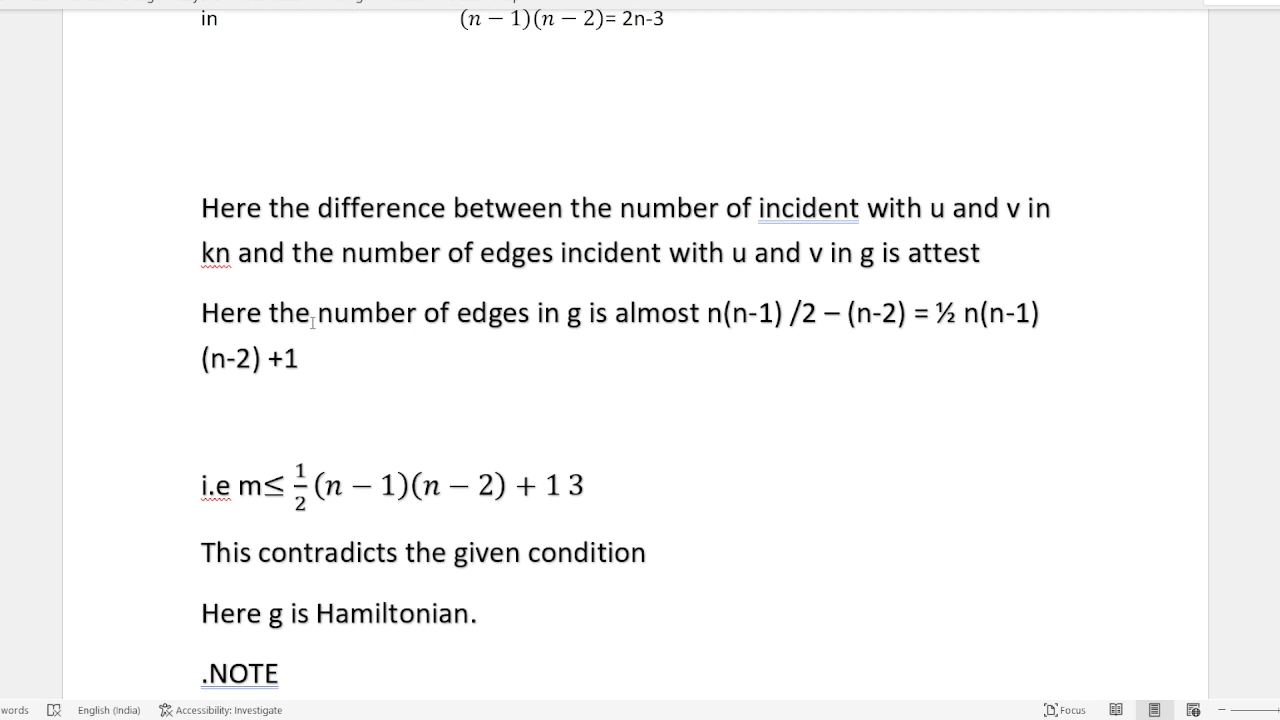 in (𝑛 − 1)(𝑛 − 2)= 2n-3
Here the difference between the number of incident with u and v in
kn and the number of edges incident with u and v in g is attest
Here the number of edges in g is almost n(n-1) /2 – (n-2) = ½ n(n-1)
(n-2) +1
i.e m≤ 1/2 (𝑛 − 1)(𝑛 − 2) + 1 3
This contradicts the given condition
Here g is Hamiltonian.
.NOTE
words English (India) Accessibility: Investigate Focus